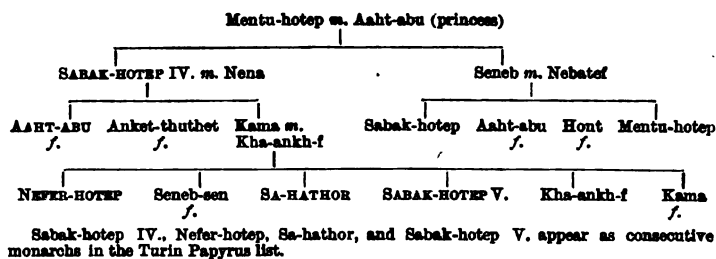 Mentu-hotep m. Aaht-abu (princess)
SABAK-HOTEP IV. m. Nena Seneb m. Nebatef
AAHT-ABU Anket-thuthet Kama m. Sabak-hotep Aaht-abu Hont Mentu-hotep
f. f. Kha-ankh-f f. f.
NEFER-HOTEP Seneb-sen SA-HATHOR SABAK-HOTEP V. Kha-ankh-f Kama
f. f.
Sabak-hotep IV., Nefer-hotep, Sa-hathor, and Sabak-hotep V. appear as consecutive
monarchs in the Turin Papyrus list.